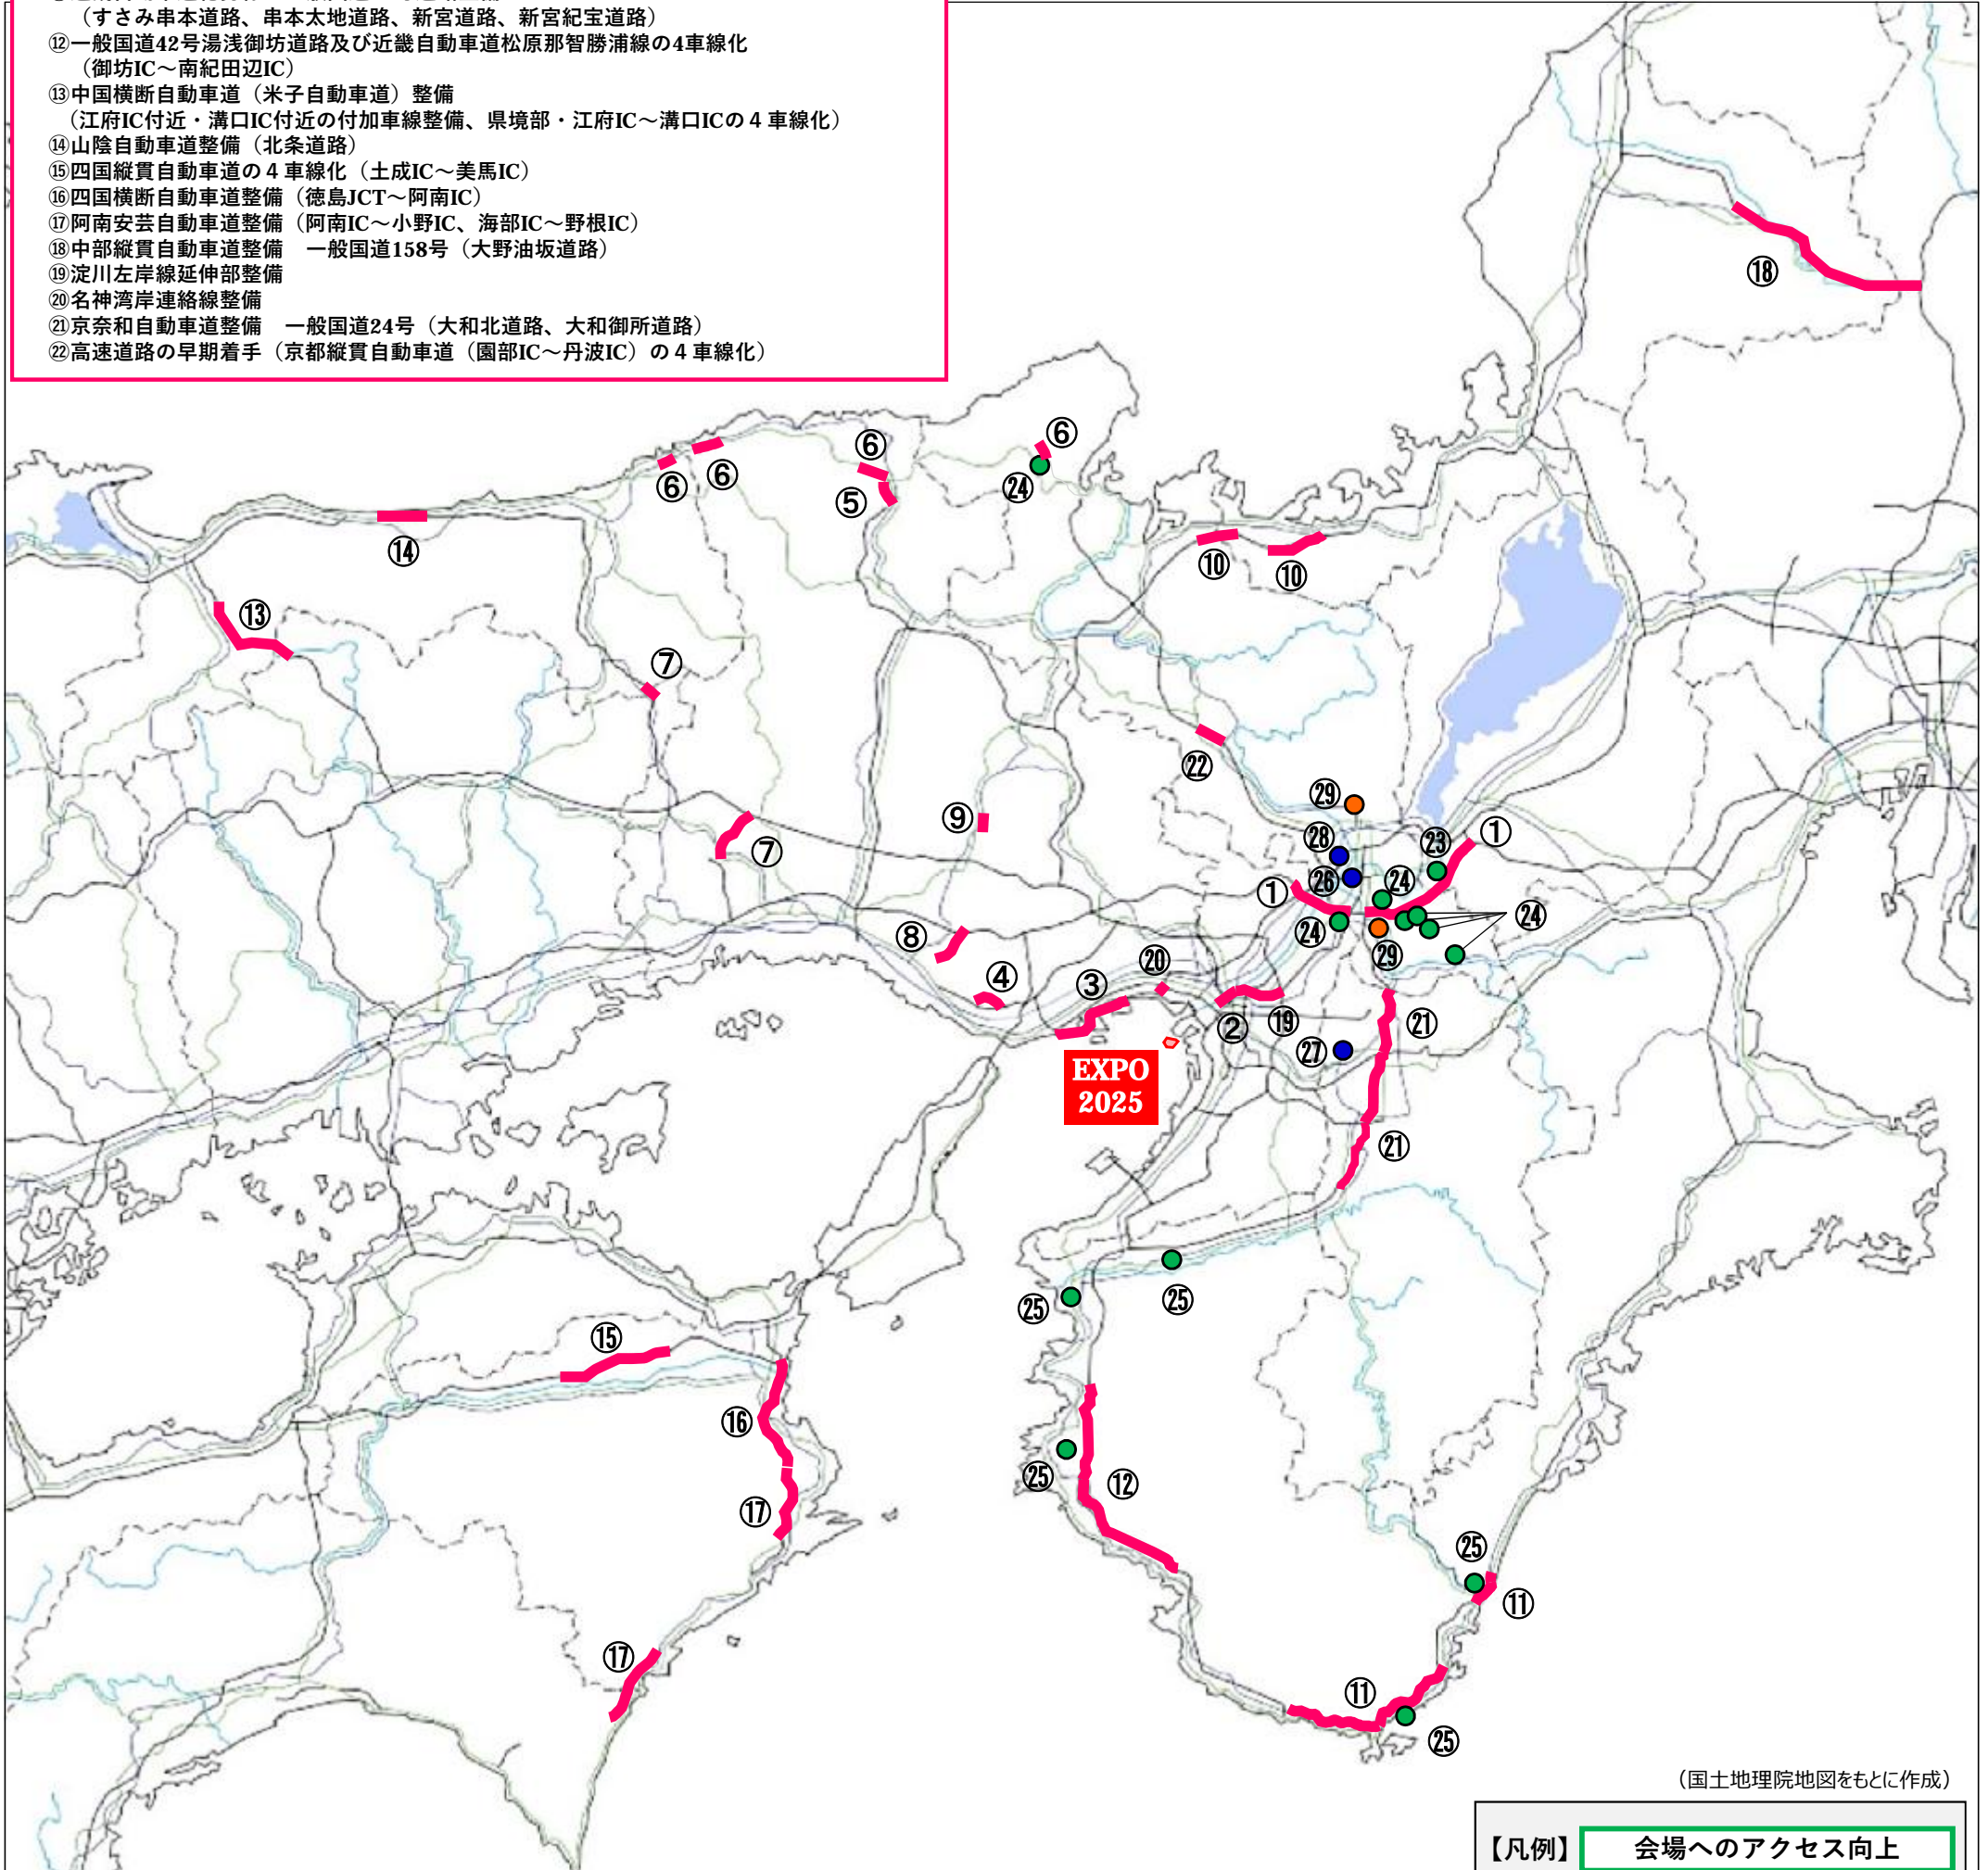 （すさみ串本道路、串本太地道路、新宮道路、新宮紀宝道路）
⑫一般国道42号湯浅御坊道路及び近畿自動車道松原那智勝浦線の4車線化
（御坊IC～南紀田辺IC）
⑬中国横断自動車道（米子自動車道）整備
（江府IC付近・溝口IC付近の付加車線整備、県境部・江府IC～溝口ICの４車線化）
⑭山陰自動車道整備（北条道路）
⑮四国縦貫自動車道の４車線化（土成IC～美馬IC）
⑯四国横断自動車道整備（徳島JCT～阿南IC）
⑰阿南安芸自動車道整備（阿南IC～小野IC、海部IC～野根IC）
⑱中部縦貫自動車道整備　一般国道158号（大野油坂道路）
⑲淀川左岸線延伸部整備
⑳名神湾岸連絡線整備
㉑京奈和自動車道整備　一般国道24号（大和北道路、大和御所道路）
㉒高速道路の早期着手（京都縦貫自動車道（園部IC～丹波IC）の４車線化）
⑱
⑥
⑥
⑥
⑥
⑤
㉔
⑭
⑩
⑩
⑬
⑦
㉒
㉙
⑨
㉘
㉓
①
⑦
㉖
㉔
①
㉔
㉔
⑧
㉙
⑳
④
③
②
⑲
㉑
㉗
EXPO
2025
㉑
㉕
㉕
⑮
⑯
㉕
⑫
⑰
㉕
⑪
⑰
⑪
㉕
（国土地理院地図をもとに作成）
【凡例】
会場へのアクセス向上